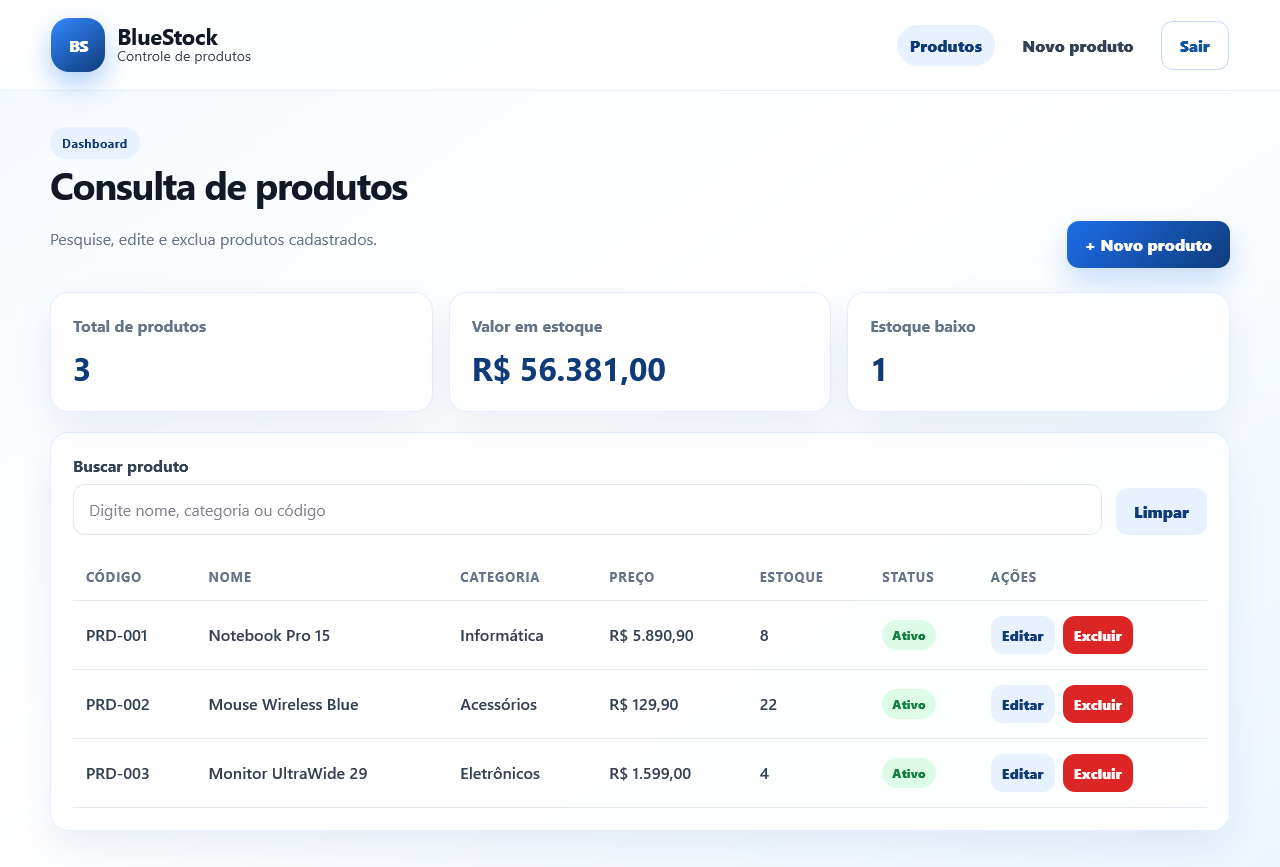 BS
BlueStock
Controle de produtos
Produtos
Novo produto
Sair
Dashboard
Consulta de produtos
Pesquise, edite e exclua produtos cadastrados.
+ Novo produto
Total de produtos
3
Valor em estoque
R$ 56.381,00
Estoque baixo
1
Buscar produto
Digite nome, categoria ou código
Limpar
CÓDIGO NOME CATEGORIA PREÇO ESTOQUE STATUS AÇÕES
PRD-001 Notebook Pro 15 Informática R$ 5.890,90 8 Ativo Editar Excluir
PRD-002 Mouse Wireless Blue Acessórios R$ 129,90 22 Ativo Editar Excluir
PRD-003 Monitor UltraWide 29 Eletrônicos R$ 1.599,00 4 Ativo Editar Excluir